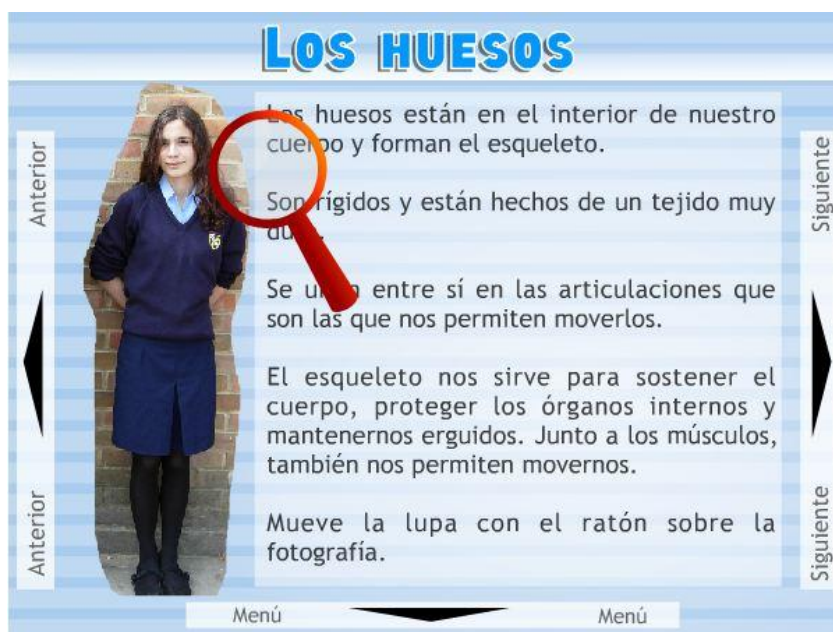 Los huesos
Los huesos están en el interior de nuestro
cuerpo y forman el esqueleto.
Son rígidos y están hechos de un tejido muy
duro.
Se unen entre sí en las articulaciones que
son las que nos permiten moverlos.
El esqueleto nos sirve para sostener el
cuerpo, proteger los órganos internos y
mantenernos erguidos. Junto a los músculos,
también nos permiten movernos.
Mueve la lupa con el ratón sobre la
fotografía.
Anterior
Anterior
Siguiente
Siguiente
Menú
Menú